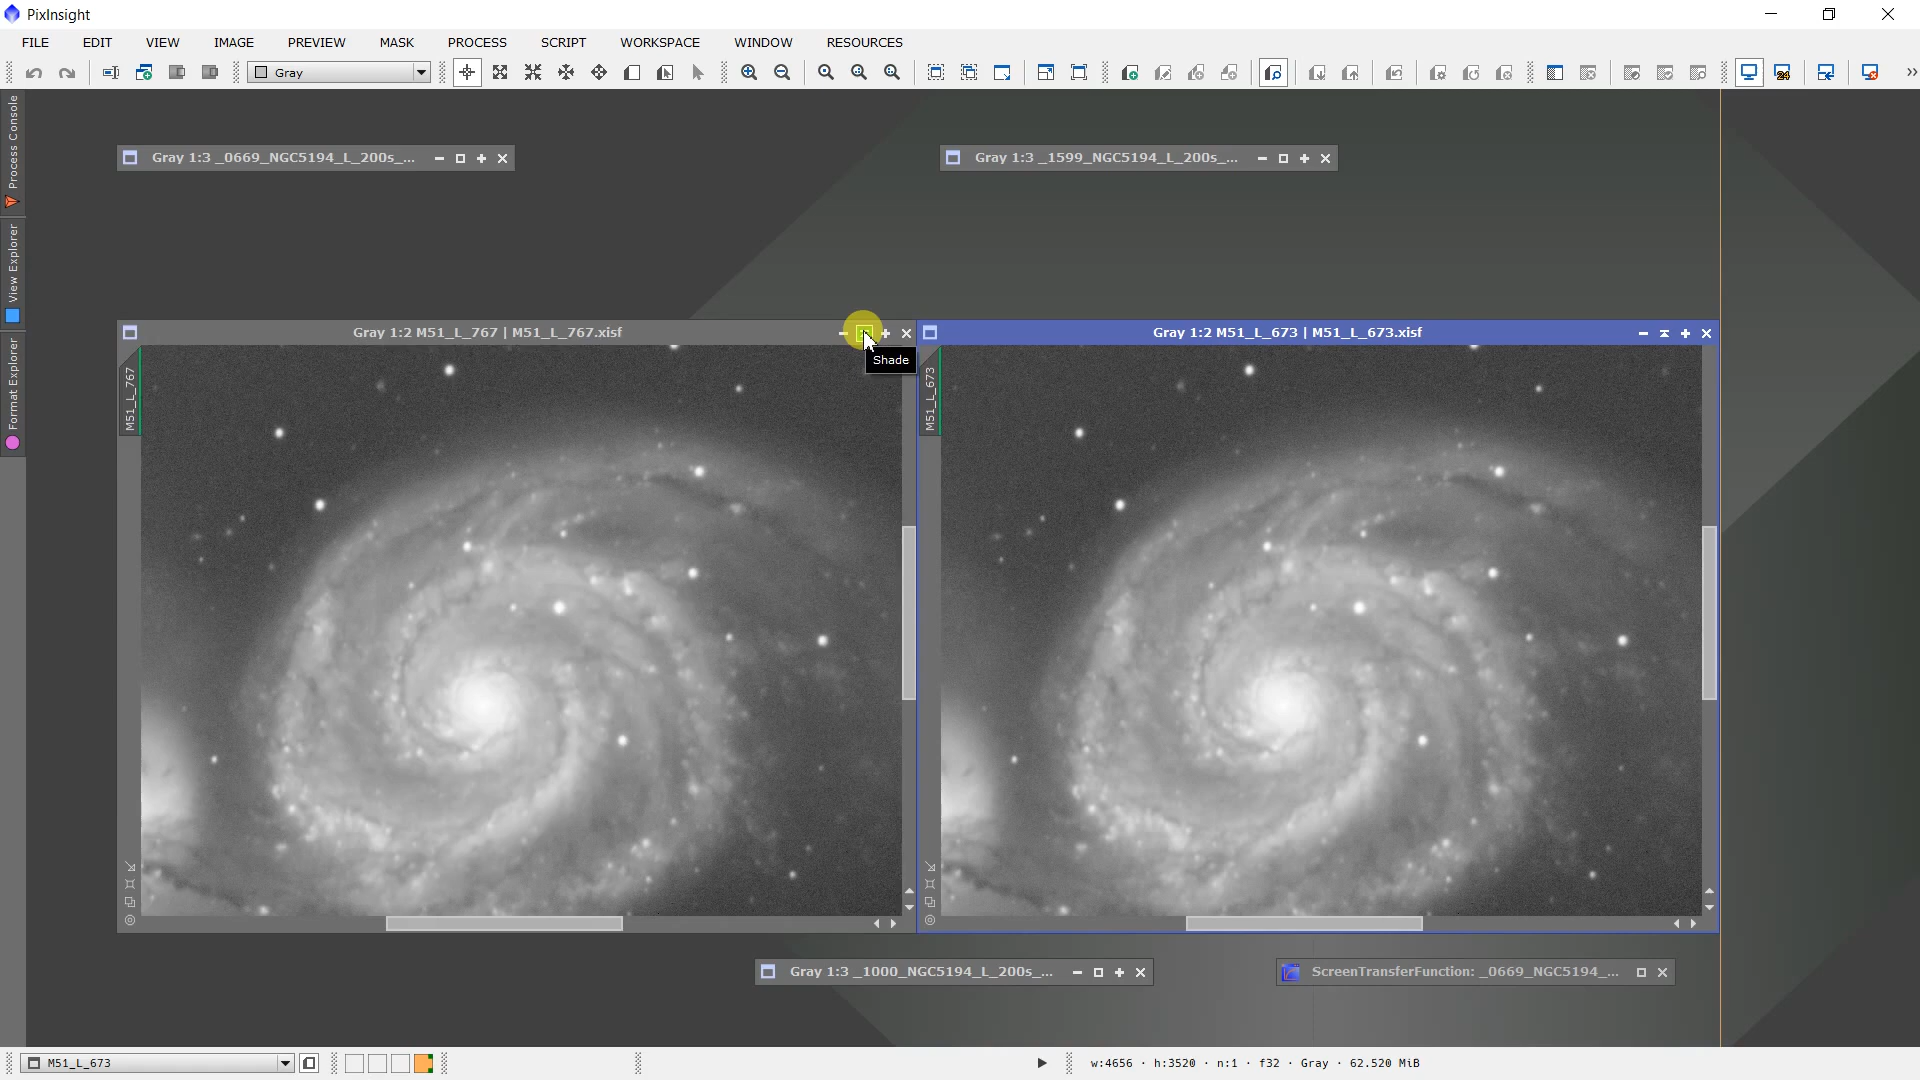 PixInsight
FILE EDIT VIEW IMAGE PREVIEW MASK PROCESS SCRIPT WORKSPACE WINDOW RESOURCES
Gray
24
Process Console
View Explorer
Format Explorer
Gray 1:3 _0669_NGC5194_L_200s_...
Gray 1:3 _1599_NGC5194_L_200s_...
Gray 1:2 M51_L_767 | M51_L_767.xisf
Shade
M51_L_767
Gray 1:2 M51_L_673 | M51_L_673.xisf
M51_L_673
Gray 1:3 _1000_NGC5194_L_200s_...
ScreenTransferFunction: _0669_NGC5194_...
M51_L_673
w:4656 · h:3520 · n:1 · f32 · Gray · 62.520 MiB